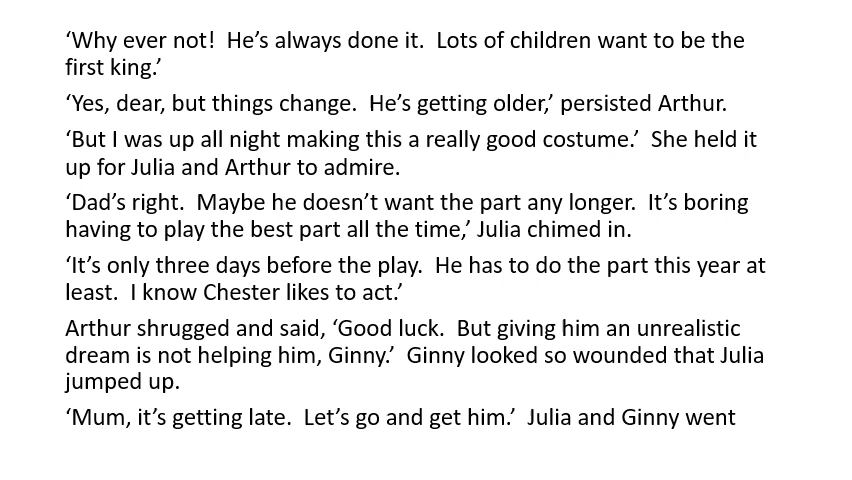 ‘Why ever not!  He’s always done it.  Lots of children want to be the
first king.’
‘Yes, dear, but things change.  He’s getting older,’ persisted Arthur.
‘But I was up all night making this a really good costume.’  She held it
up for Julia and Arthur to admire.
‘Dad’s right.  Maybe he doesn’t want the part any longer.  It’s boring
having to play the best part all the time,’ Julia chimed in.
‘It’s only three days before the play.  He has to do the part this year at
least.  I know Chester likes to act.’
Arthur shrugged and said, ‘Good luck.  But giving him an unrealistic
dream is not helping him, Ginny.’  Ginny looked so wounded that Julia
jumped up.
‘Mum, it’s getting late.  Let’s go and get him.’  Julia and Ginny went